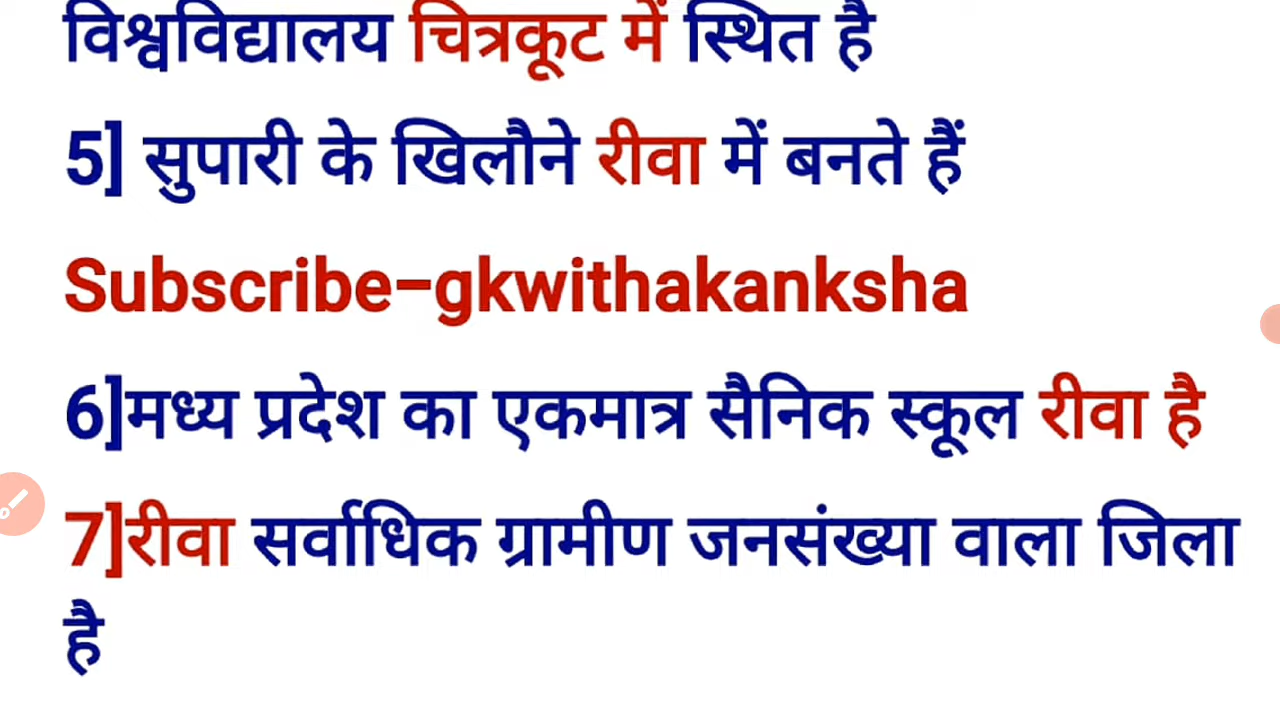 विश्वविद्यालय चित्रकूट में स्थित है
5] सुपारी के खिलौने रीवा में बनते हैं
Subscribe–gkwithakanksha
6]मध्य प्रदेश का एकमात्र सैनिक स्कूल रीवा है
7]रीवा सर्वाधिक ग्रामीण जनसंख्या वाला जिला
है